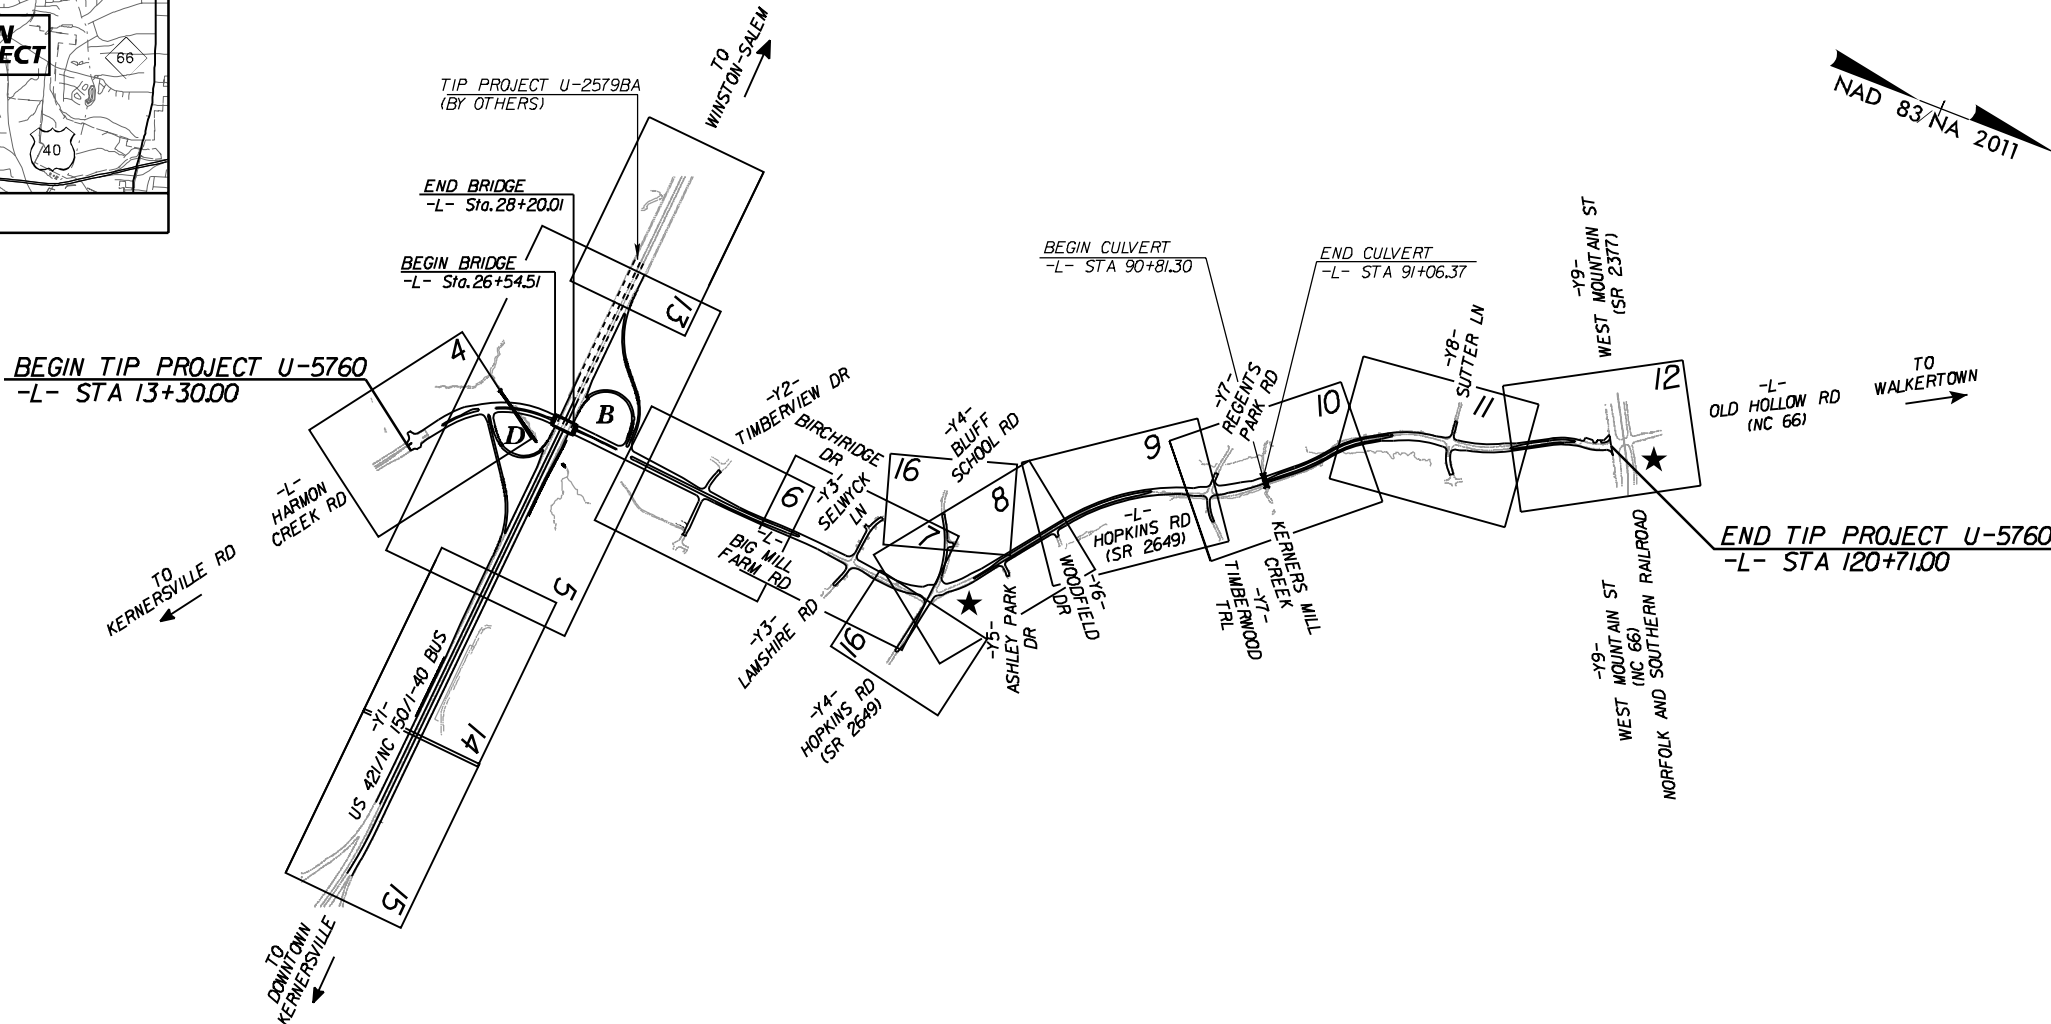 N
ECT
66
40
TIP PROJECT U-2579BA
(BY OTHERS)
TO
WINSTON-SALEM
NAD 83/NA 2011
END BRIDGE
-L- Sta.28+20.01
BEGIN BRIDGE
-L- Sta.26+54.51
BEGIN TIP PROJECT U-5760
-L- STA 13+30.00
4
13
B
D
5
14
15
-L-
HARMON
CREEK RD
TO
KERNERSVILLE RD
-Y1-
US 421/NC 150/I-40 BUS
TO
DOWNTOWN
KERNERSVILLE
-Y2-
TIMBERVIEW DR
BIRCHRIDGE
DR
-Y3-
SELWYCK
LN
6
-L-
BIG MILL
FARM RD
-Y3-
LAMSHIRE RD
16
7
8
-Y4-
BLUFF
SCHOOL RD
16
-Y4-
HOPKINS RD
(SR 2649)
-Y5-
ASHLEY PARK
DR
-Y6-
WOODFIELD
DR
9
-L-
HOPKINS RD
(SR 2649)
BEGIN CULVERT
-L- STA 90+81.30
END CULVERT
-L- STA 91+06.37
-Y7-
REGENTS
PARK RD
10
-Y7-
TIMBERWOOD
TRL
KERNERS MILL
CREEK
-Y8-
SUTTER LN
11
-Y9-
WEST MOUNTAIN ST
(SR 2377)
12
-L-
OLD HOLLOW RD
(NC 66)
TO
WALKERTOWN
END TIP PROJECT U-5760
-L- STA 120+71.00
-Y9-
WEST MOUNTAIN ST
(NC 66)
NORFOLK AND SOUTHERN RAILROAD